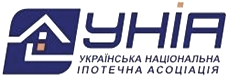 УНІА
УКРАЇНСЬКА НАЦІОНАЛЬНА
ІПОТЕЧНА АСОЦІАЦІЯ